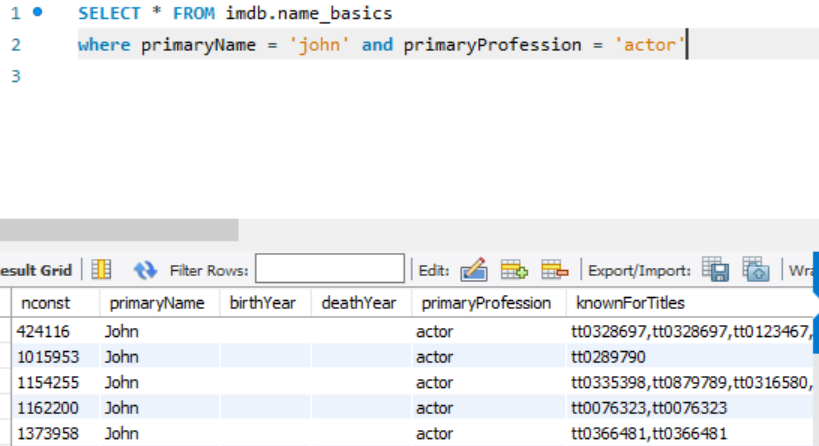 1 SELECT * FROM imdb.name_basics
2 where primaryName = 'john' and primaryProfession = 'actor'
3
esult Grid Filter Rows: Edit: Export/Import: Wra
nconst primaryName birthYear deathYear primaryProfession knownForTitles
424116 John actor tt0328697,tt0328697,tt0123467,
1015953 John actor tt0289790
1154255 John actor tt0335398,tt0879789,tt0316580,
1162200 John actor tt0076323,tt0076323
1373958 John actor tt0366481,tt0366481